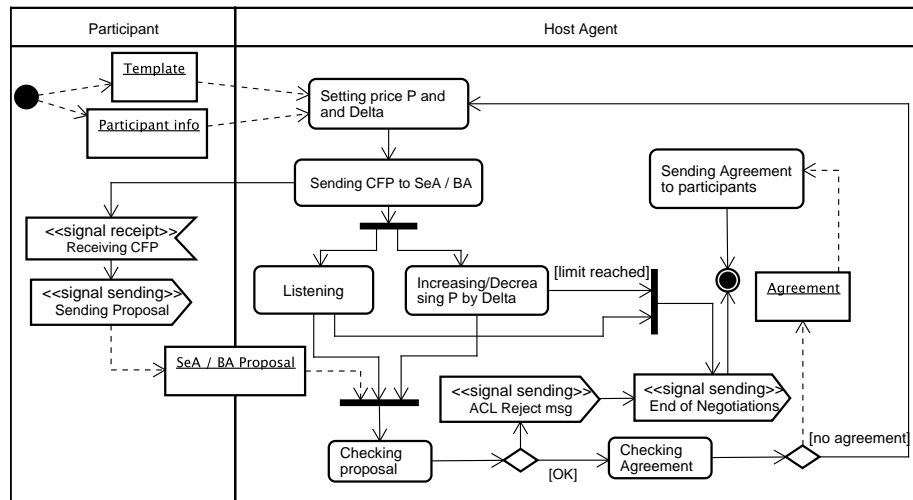 Participant
Host Agent
Template
Participant info
Setting price P and
and Delta
Sending CFP to SeA / BA
Sending Agreement
to participants
<<signal receipt>>
Receiving CFP
<<signal sending>>
Sending Proposal
Listening
Increasing/Decrea
sing P by Delta
[limit reached]
Agreement
SeA / BA Proposal
<<signal sending>>
ACL Reject msg
<<signal sending>>
End of Negotiations
Checking
proposal
[OK]
Checking
Agreement
[no agreement]